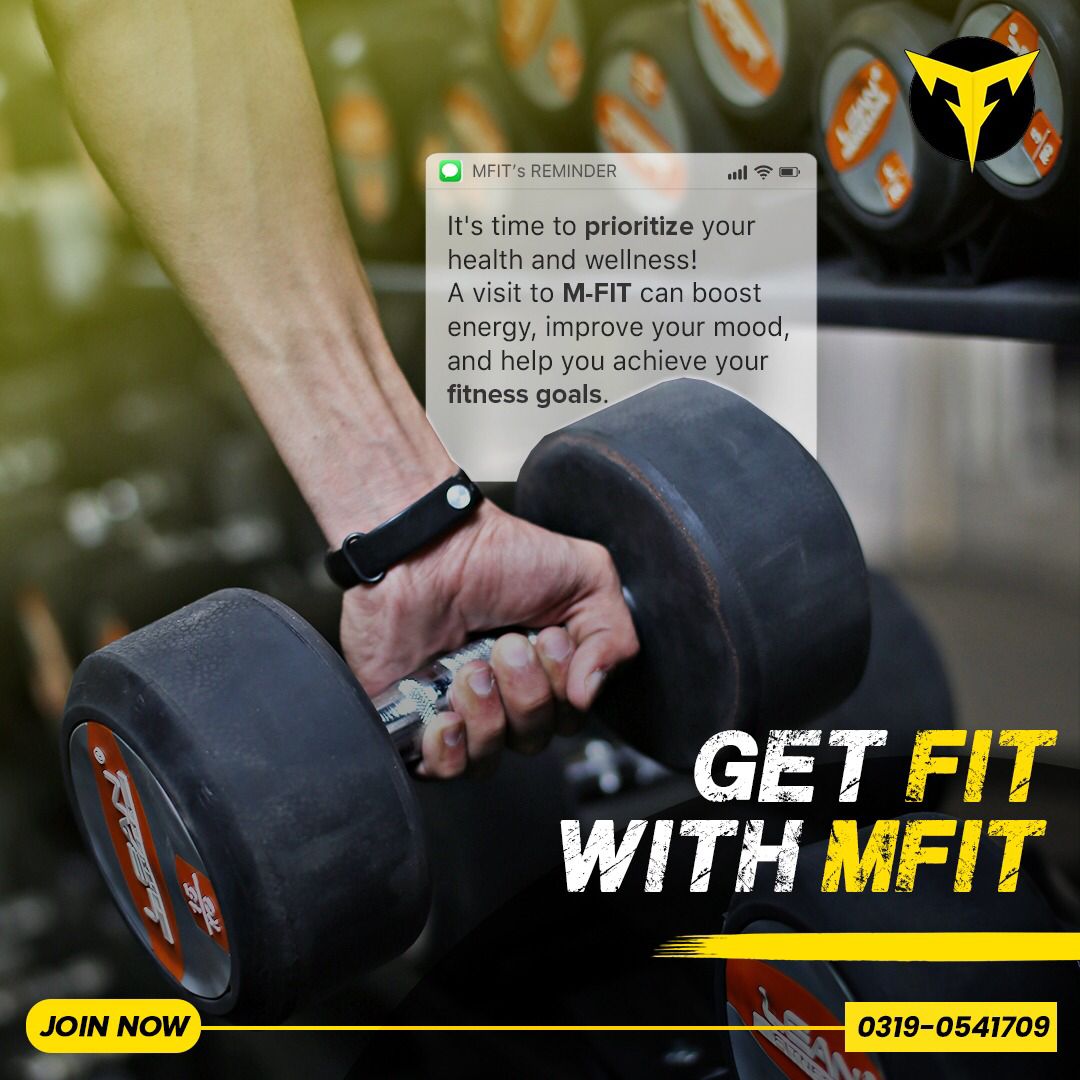 MFIT's REMINDER
It's time to prioritize your
health and wellness!
A visit to M-FIT can boost
energy, improve your mood,
and help you achieve your
fitness goals.
GET FIT
WITH MFIT
JOIN NOW
0319-0541709